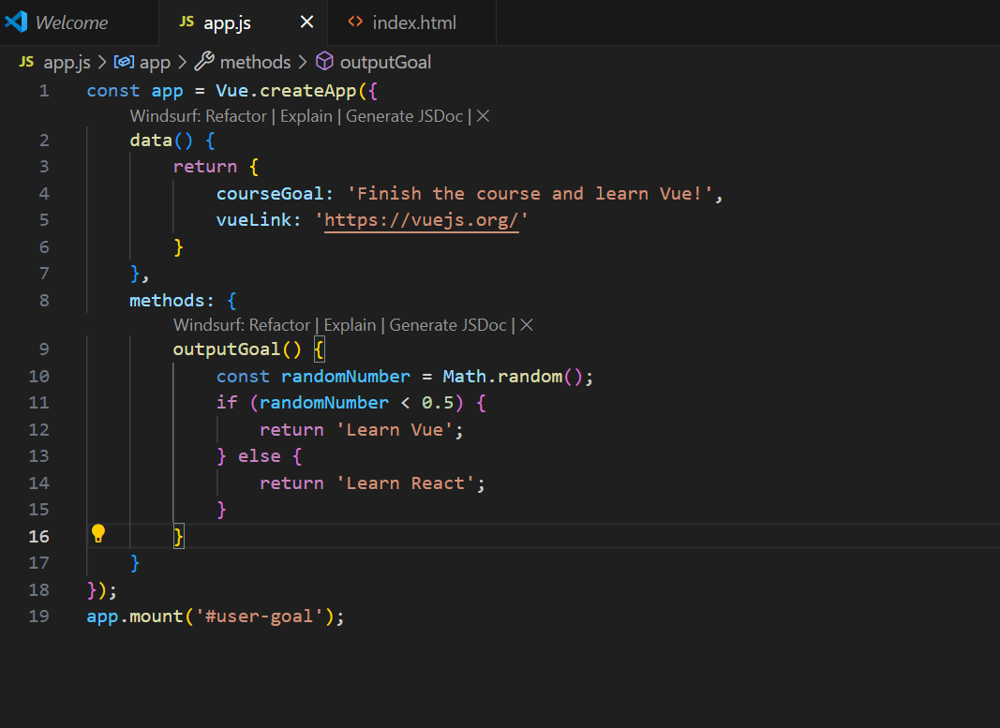 Welcome
JS app.js
<> index.html
JS app.js > app > methods > outputGoal
1 const app = Vue.createApp({
Windsurf: Refactor | Explain | Generate JSDoc | ×
2 data() {
3 return {
4 courseGoal: 'Finish the course and learn Vue!',
5 vueLink: 'https://vuejs.org/'
6 }
7 },
8 methods: {
Windsurf: Refactor | Explain | Generate JSDoc | ×
9 outputGoal() {
10 const randomNumber = Math.random();
11 if (randomNumber < 0.5) {
12 return 'Learn Vue';
13 } else {
14 return 'Learn React';
15 }
16 }
17 }
18 });
19 app.mount('#user-goal');